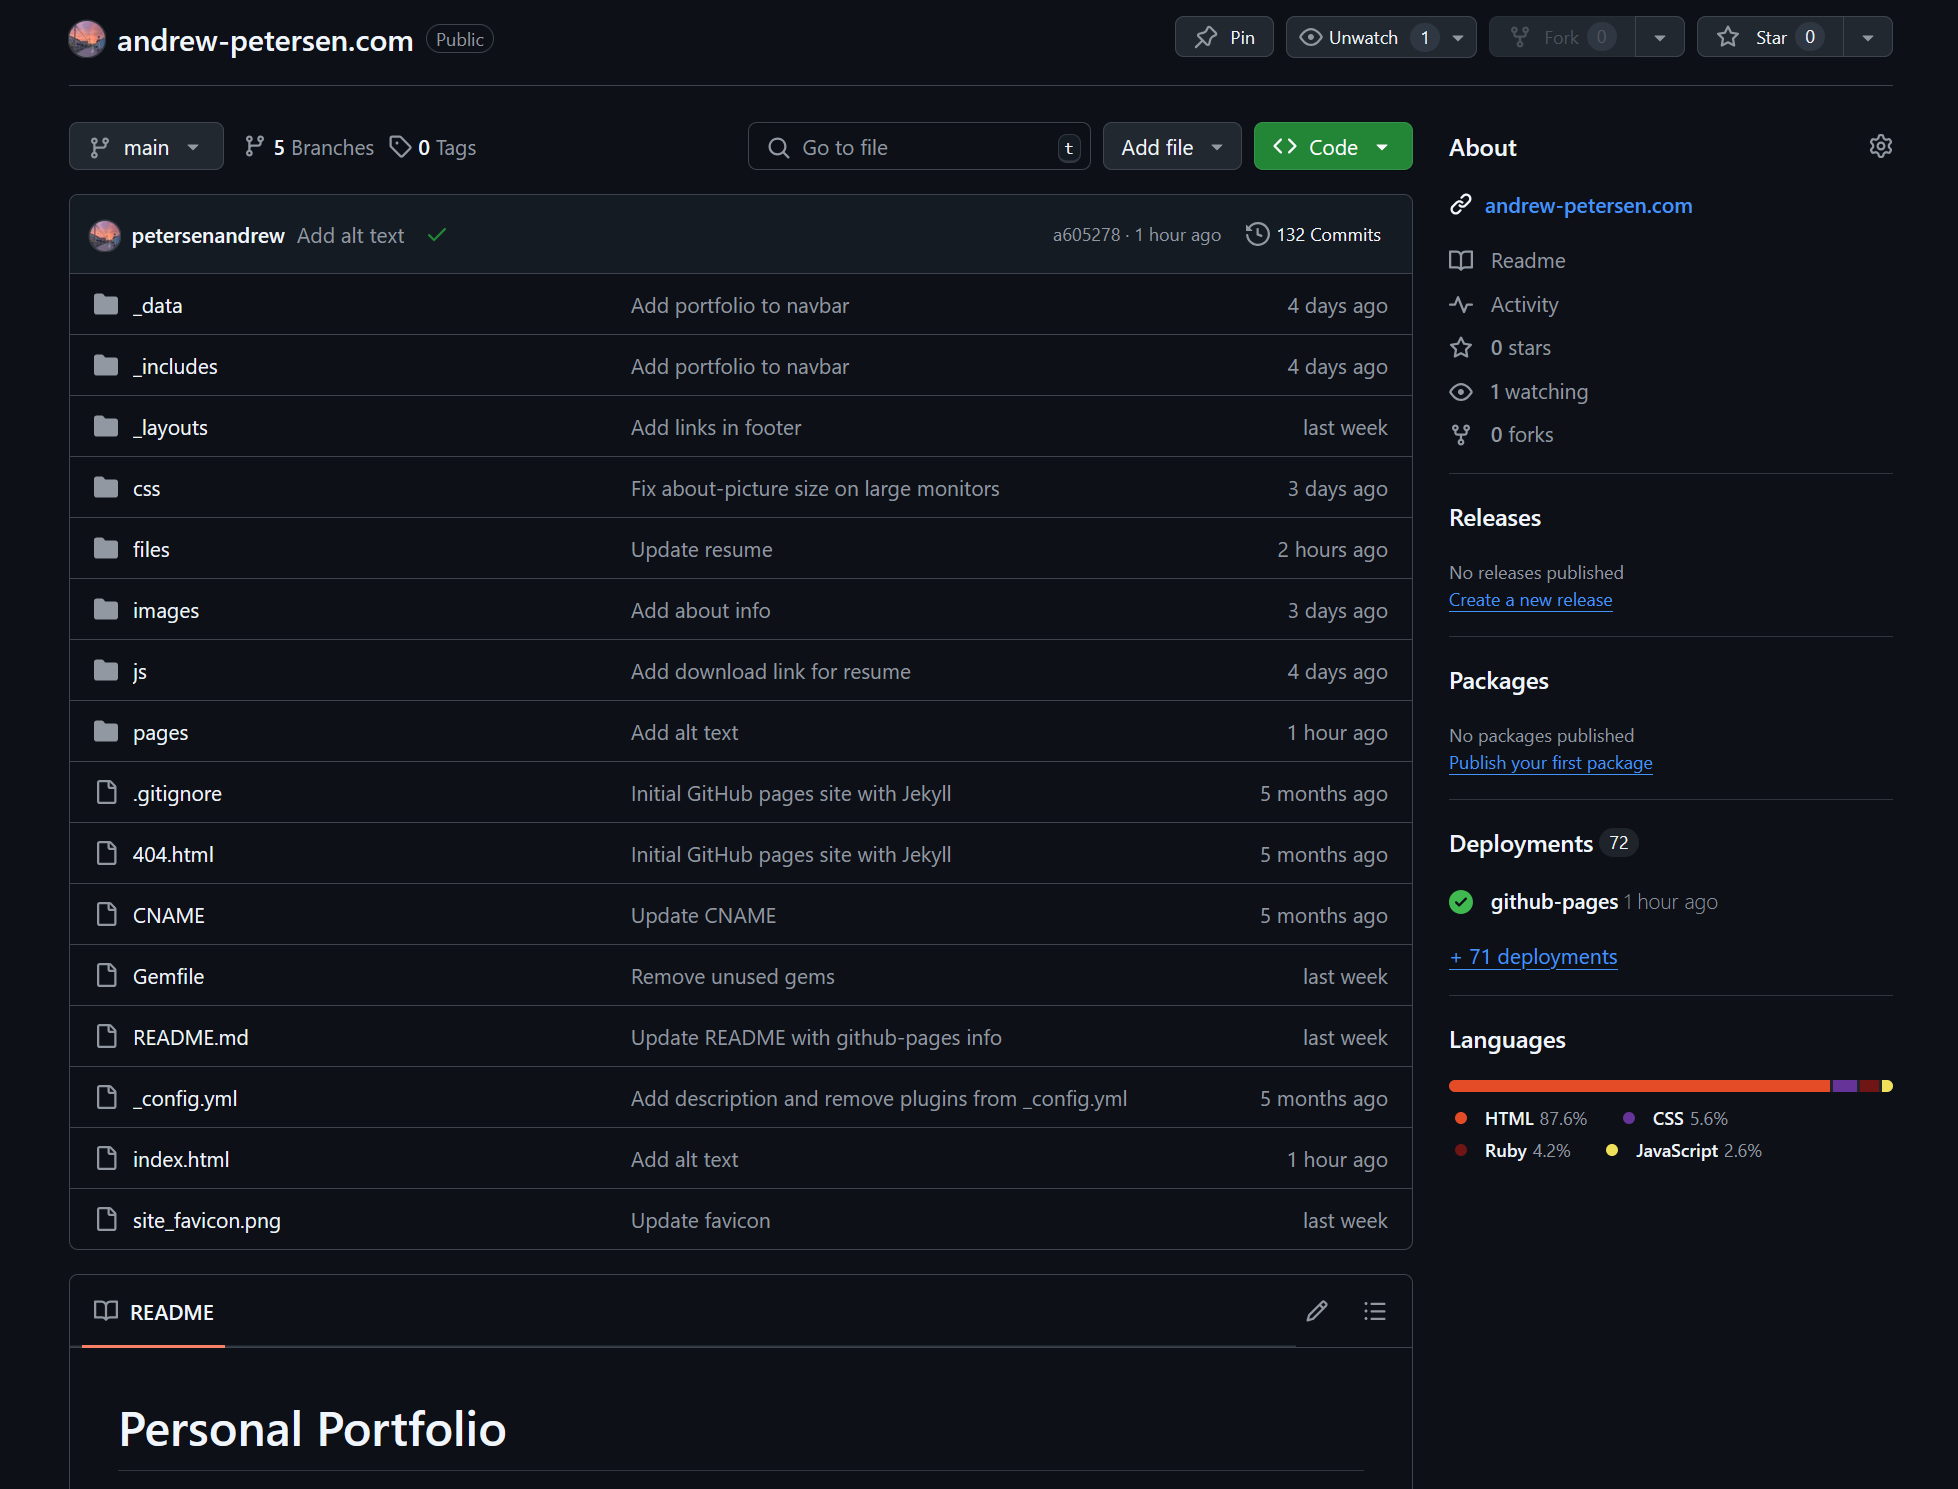 andrew-petersen.com Public Pin Unwatch 1 Fork 0 Star 0
main 5 Branches 0 Tags Go to file t Add file Code
petersenandrew Add alt text a605278 · 1 hour ago 132 Commits
_data Add portfolio to navbar 4 days ago
_includes Add portfolio to navbar 4 days ago
_layouts Add links in footer last week
css Fix about-picture size on large monitors 3 days ago
files Update resume 2 hours ago
images Add about info 3 days ago
js Add download link for resume 4 days ago
pages Add alt text 1 hour ago
.gitignore Initial GitHub pages site with Jekyll 5 months ago
404.html Initial GitHub pages site with Jekyll 5 months ago
CNAME Update CNAME 5 months ago
Gemfile Remove unused gems last week
README.md Update README with github-pages info last week
_config.yml Add description and remove plugins from _config.yml 5 months ago
index.html Add alt text 1 hour ago
site_favicon.png Update favicon last week
README
Personal Portfolio
About
andrew-petersen.com
Readme
Activity
0 stars
1 watching
0 forks
Releases
No releases published
Create a new release
Packages
No packages published
Publish your first package
Deployments 72
github-pages 1 hour ago
+ 71 deployments
Languages
HTML 87.6% CSS 5.6%
Ruby 4.2% JavaScript 2.6%